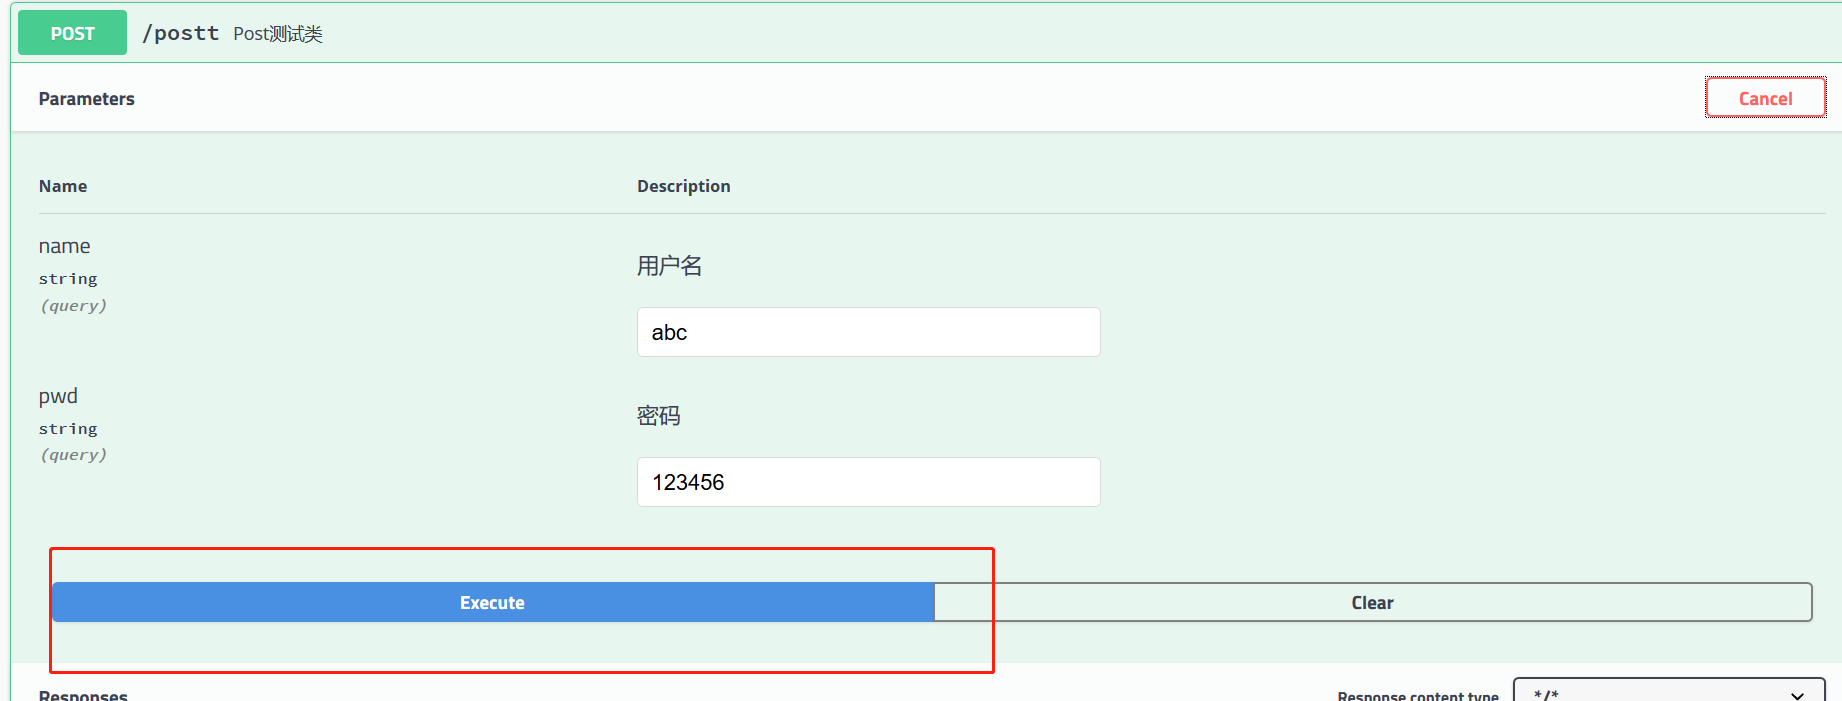 POST /postt Post测试类
Parameters Cancel
Name Description
name
string
(query)
用户名
abc
pwd
string
(query)
密码
123456
Execute Clear
Responses Response content type */*